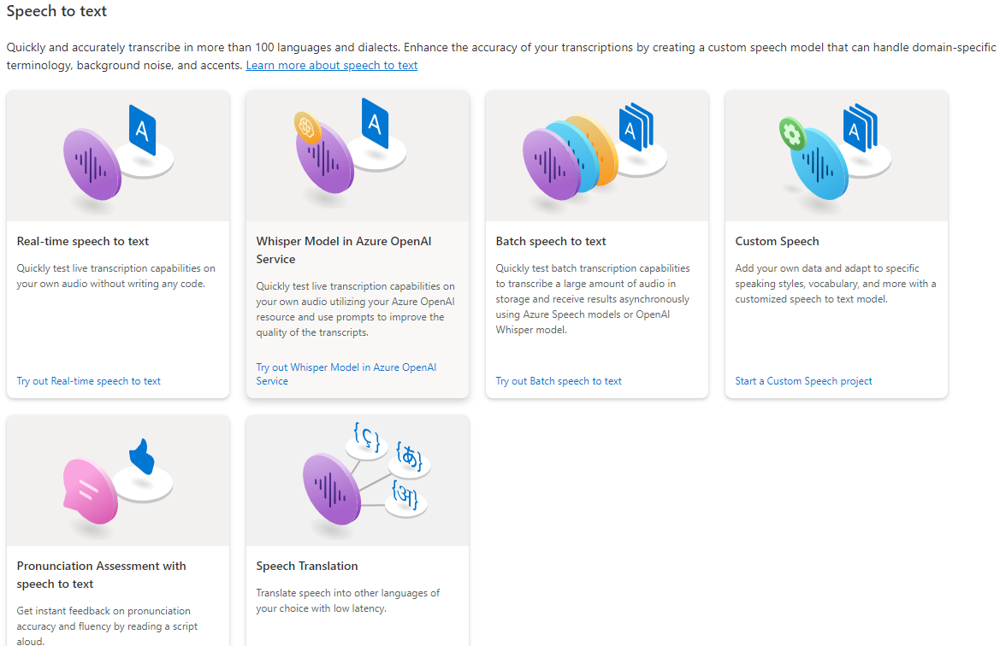 Speech to text
Quickly and accurately transcribe in more than 100 languages and dialects. Enhance the accuracy of your transcriptions by creating a custom speech model that can handle domain-specific
terminology, background noise, and accents. Learn more about speech to text
A
A
A
A
Real-time speech to text
Quickly test live transcription capabilities on
your own audio without writing any code.
Try out Real-time speech to text
Whisper Model in Azure OpenAI
Service
Quickly test live transcription capabilities on
your own audio utilizing your Azure OpenAI
resource and use prompts to improve the
quality of the transcripts.
Try out Whisper Model in Azure OpenAI
Service
Batch speech to text
Quickly test batch transcription capabilities
to transcribe a large amount of audio in
storage and receive results asynchronously
using Azure Speech models or OpenAI
Whisper model.
Try out Batch speech to text
Custom Speech
Add your own data and adapt to specific
speaking styles, vocabulary, and more with a
customized speech to text model.
Start a Custom Speech project
{ç}
{あ}
{अ}
Pronunciation Assessment with
speech to text
Get instant feedback on pronunciation
accuracy and fluency by reading a script
aloud.
Speech Translation
Translate speech into other languages of
your choice with low latency.